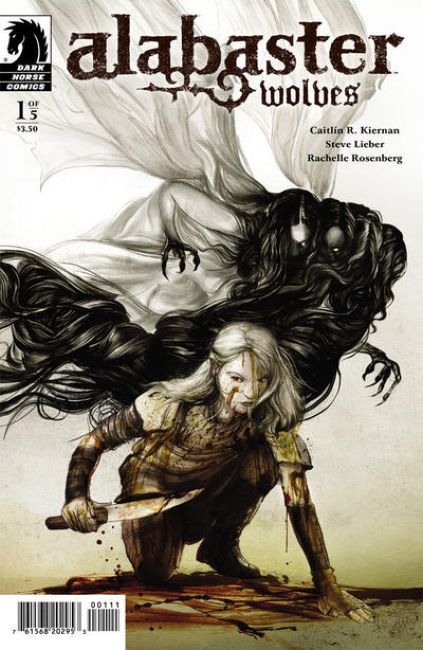 DARK
HORSE
COMICS
alabaster
wolves
1 OF 5
$3.50
Caitlín R. Kiernan
Steve Lieber
Rachelle Rosenberg
00111
7 61568 20295 3